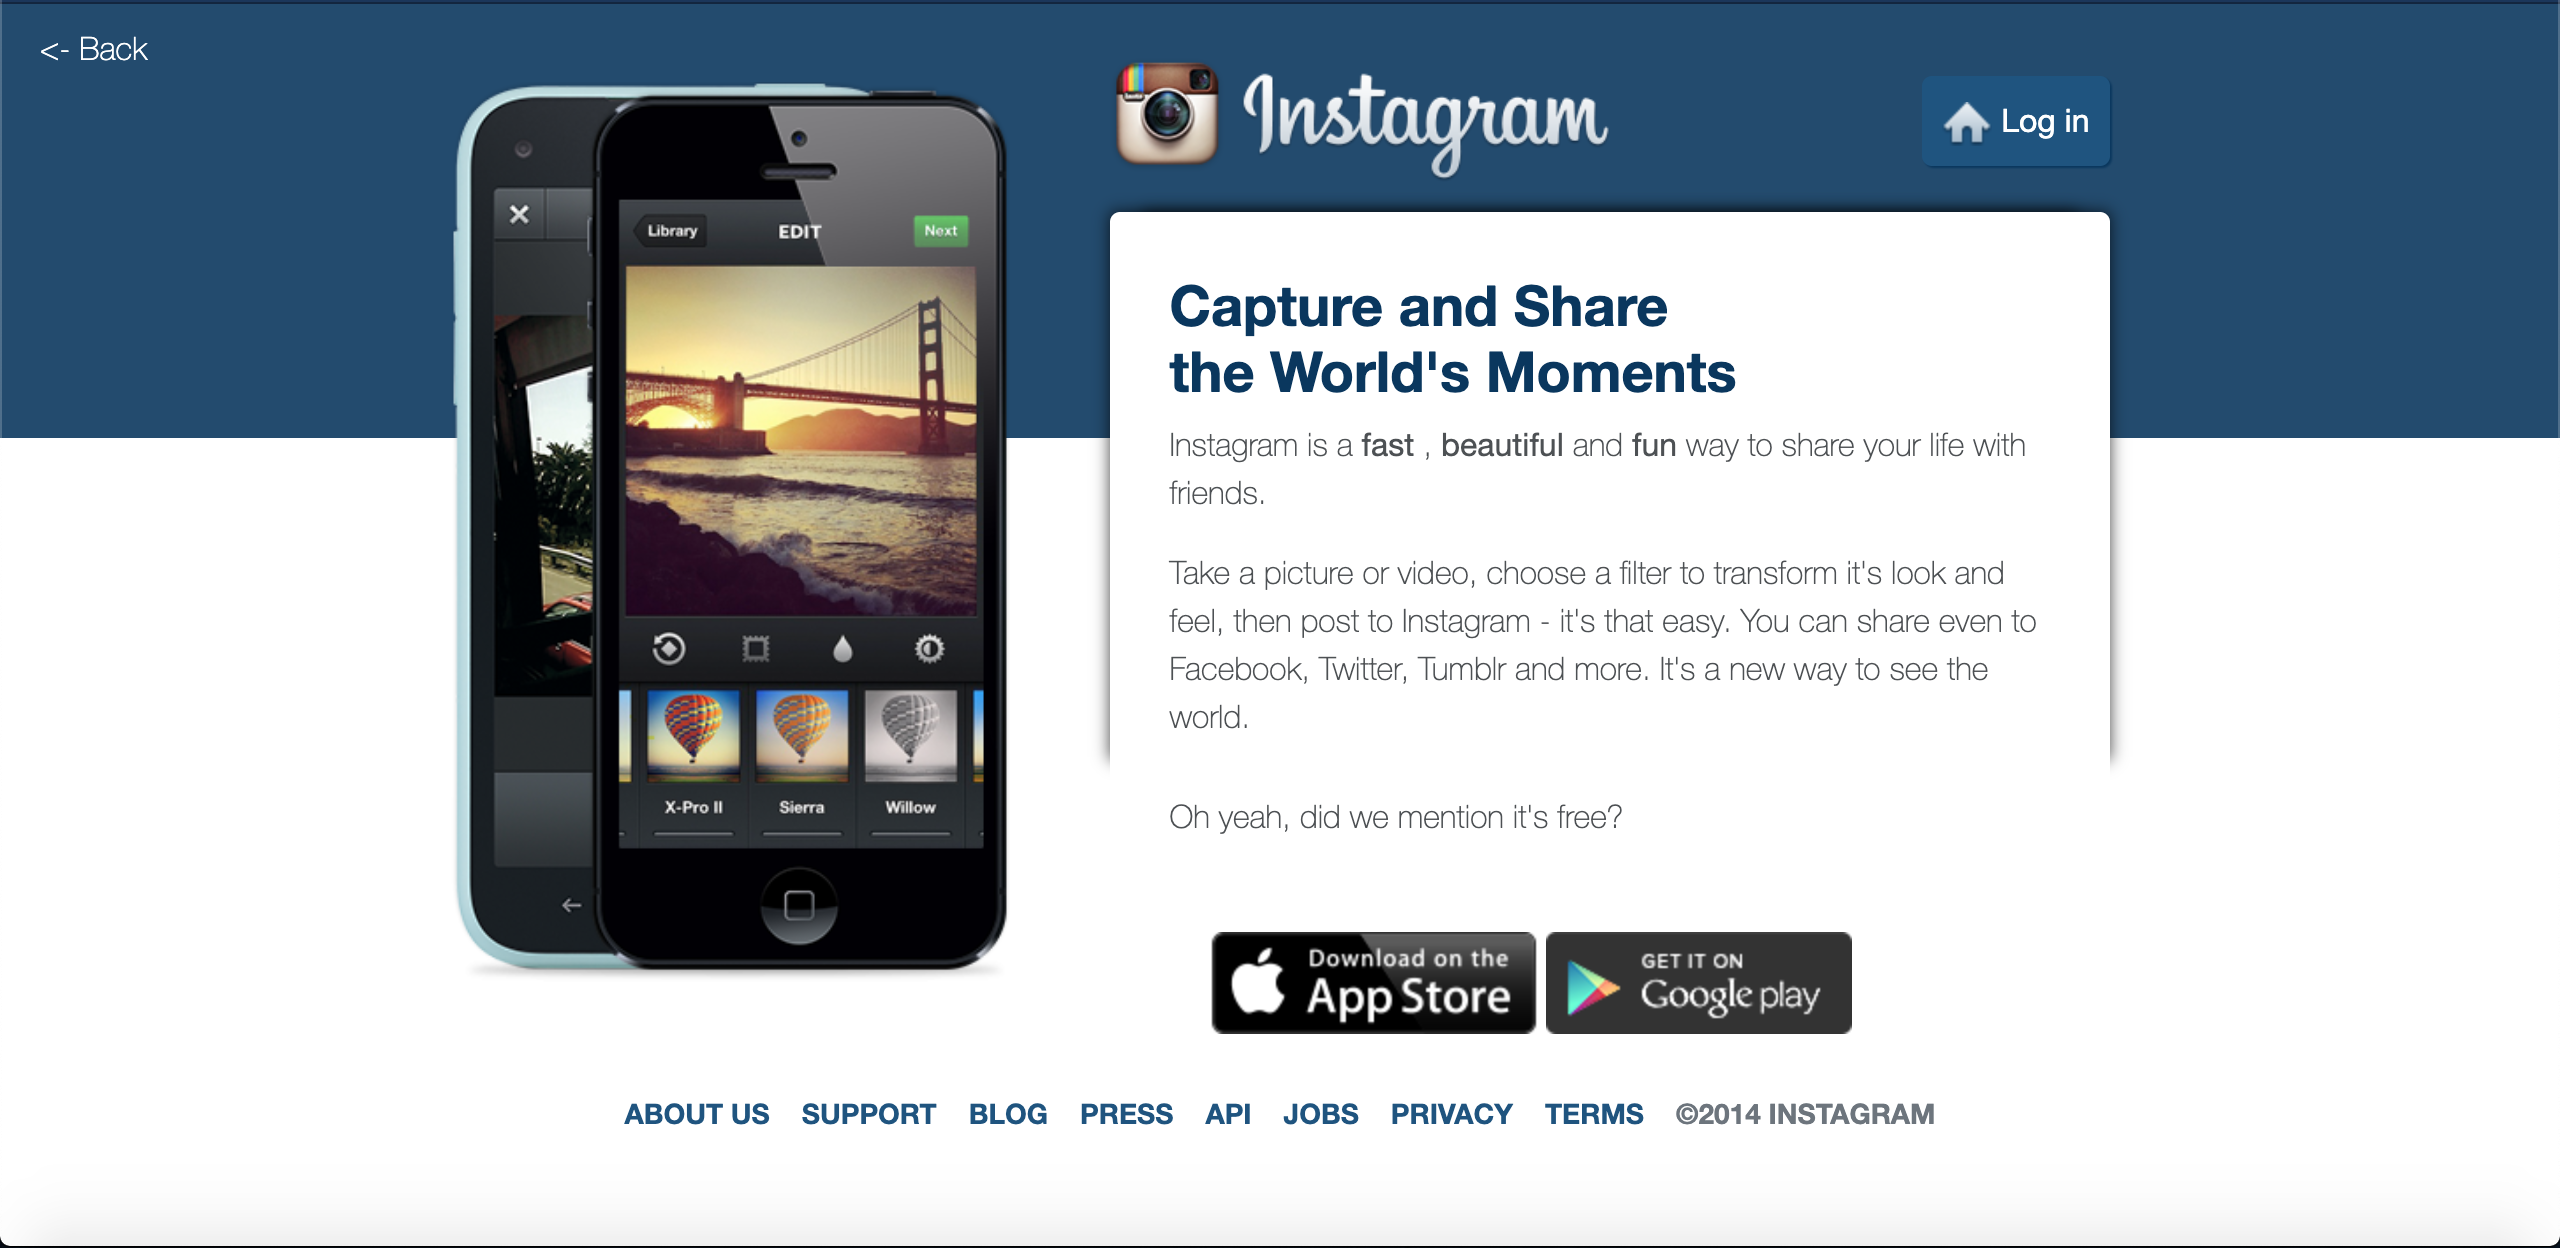 <- Back
Instagram
Log in
Library
EDIT
Next
X-Pro II
Sierra
Willow
Capture and Share
the World's Moments
Instagram is a fast , beautiful and fun way to share your life with
friends.
Take a picture or video, choose a filter to transform it's look and
feel, then post to Instagram - it's that easy. You can share even to
Facebook, Twitter, Tumblr and more. It's a new way to see the
world.
Oh yeah, did we mention it's free?
Download on the
App Store
GET IT ON
Google play
ABOUT US SUPPORT BLOG PRESS API JOBS PRIVACY TERMS ©2014 INSTAGRAM